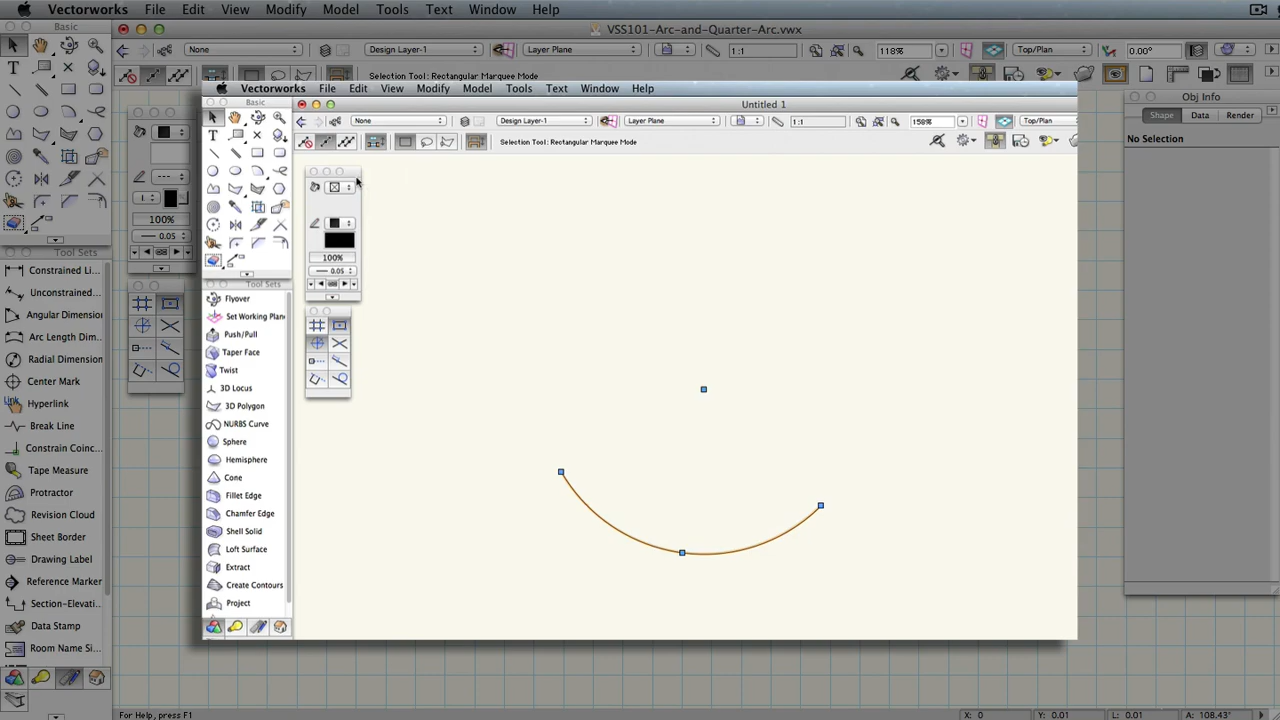 Vectorworks File Edit View Modify Model Tools Text Window Help
Basic
VSS101-Arc-and-Quarter-Arc.vwx
None Design Layer-1 Layer Plane 1:1 118% Top/Plan 0.00°
Selection Tool: Rectangular Marquee Mode
Vectorworks File Edit View Modify Model Tools Text Window Help
Basic
Untitled 1
None Design Layer-1 Layer Plane 1:1 158% Top/Plan
Selection Tool: Rectangular Marquee Mode
Obj Info
Shape Data Render
No Selection
100%
0.05
100%
0.05
Tool Sets
Constrained Li...
Unconstrained...
Angular Dimension
Arc Length Dim...
Radial Dimension
Center Mark
Link
Hyperlink
Break Line
Constrain Coinc...
Tape Measure
Protractor
Revision Cloud
Sheet Border
Drawing Label
Reference Marker
Section-Elevati...
Data Stamp
Room Name Si...
Tool Sets
Flyover
Set Working Plane
Push/Pull
Taper Face
Twist
3D Locus
3D Polygon
NURBS Curve
Sphere
Hemisphere
Cone
Fillet Edge
Chamfer Edge
Shell Solid
Loft Surface
Extract
Create Contours
Project
For Help, press F1
X: 0 Y: 0.01 L: 0.01 A: 108.43°